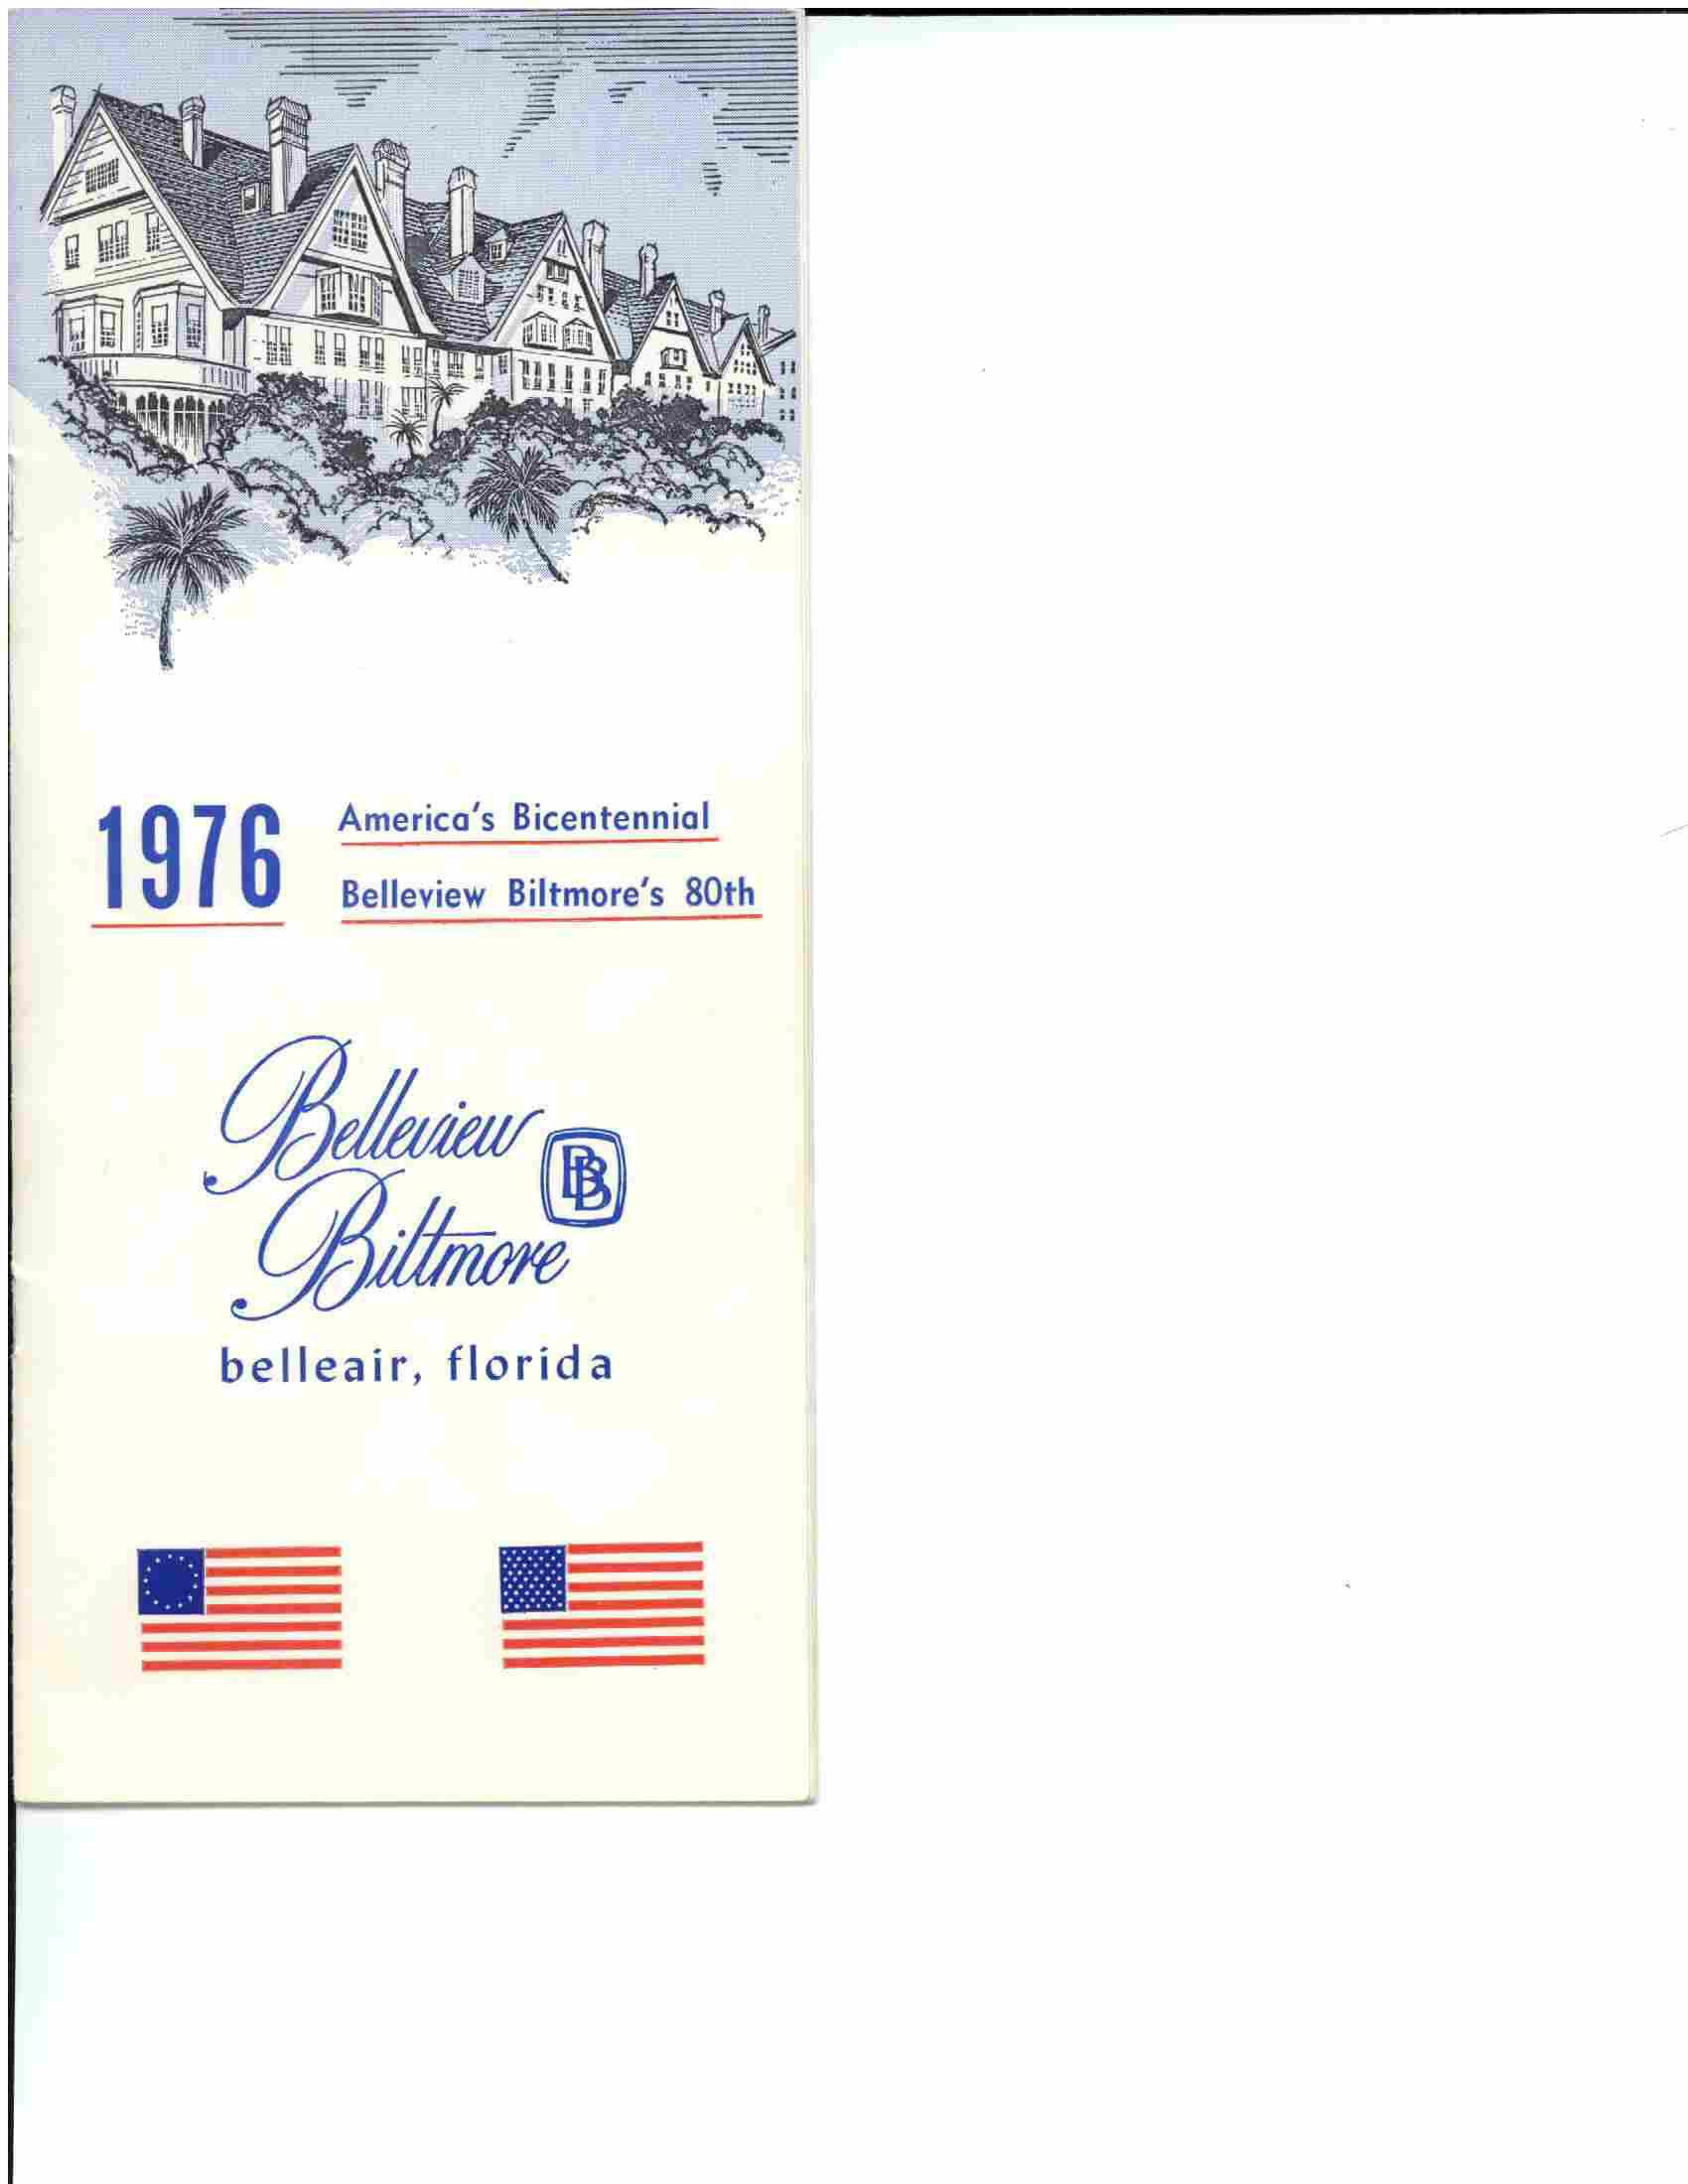 1976
America's Bicentennial
Belleview Biltmore's 80th
Belleview
BB
Biltmore
belleair, florida